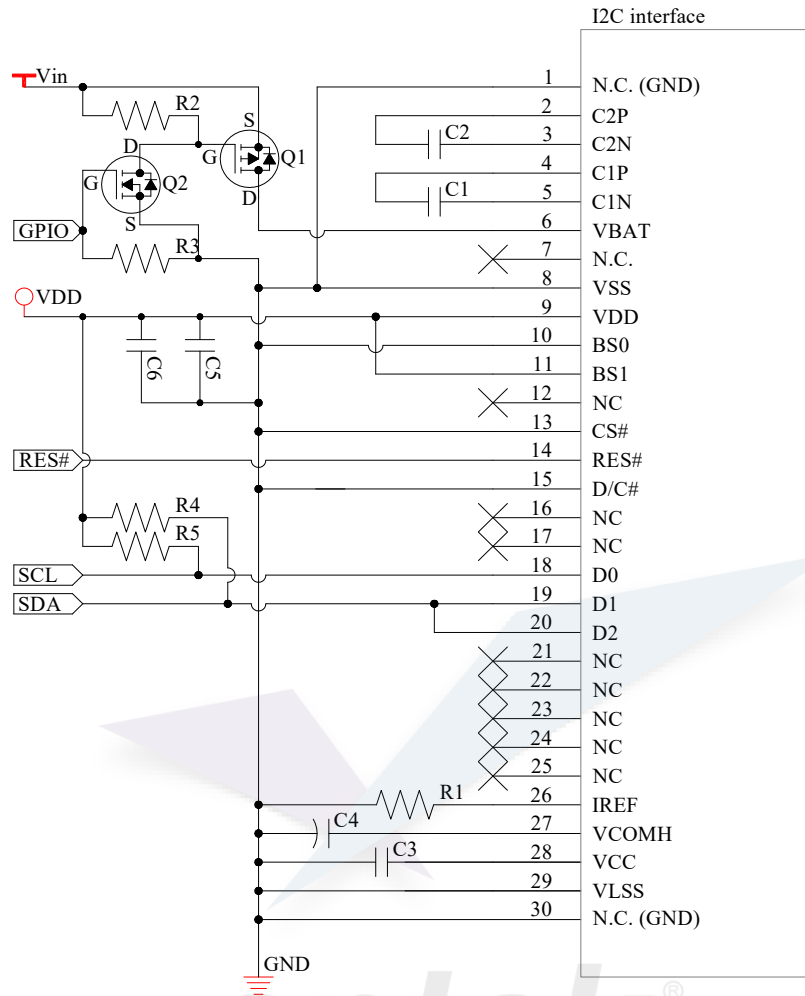 I2C interface
Vin
R2
S
G
Q1
D
D
G
Q2
S
GPIO
R3
VDD
C6
C5
RES#
R4
R5
SCL
SDA
C2
C1
R1
C4
C3
GND
1 N.C. (GND)
2 C2P
3 C2N
4 C1P
5 C1N
6 VBAT
7 N.C.
8 VSS
9 VDD
10 BS0
11 BS1
12 NC
13 CS#
14 RES#
15 D/C#
16 NC
17 NC
18 D0
19 D1
20 D2
21 NC
22 NC
23 NC
24 NC
25 NC
26 IREF
27 VCOMH
28 VCC
29 VLSS
30 N.C. (GND)
®